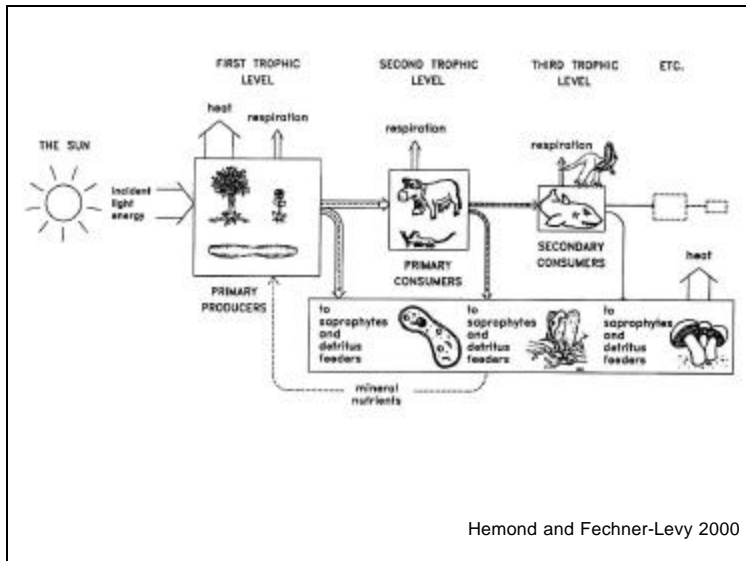 FIRST TROPHIC
LEVEL
SECOND TROPHIC
LEVEL
THIRD TROPHIC
LEVEL
ETC.
heat
respiration
respiration
respiration
THE SUN
incident
light
energy
PRIMARY
PRODUCERS
PRIMARY
CONSUMERS
SECONDARY
CONSUMERS
heat
to
saprophytes
and
detritus
feeders
to
saprophytes
and
detritus
feeders
to
saprophytes
and
detritus
feeders
mineral
nutrients
Hemond and Fechner-Levy 2000